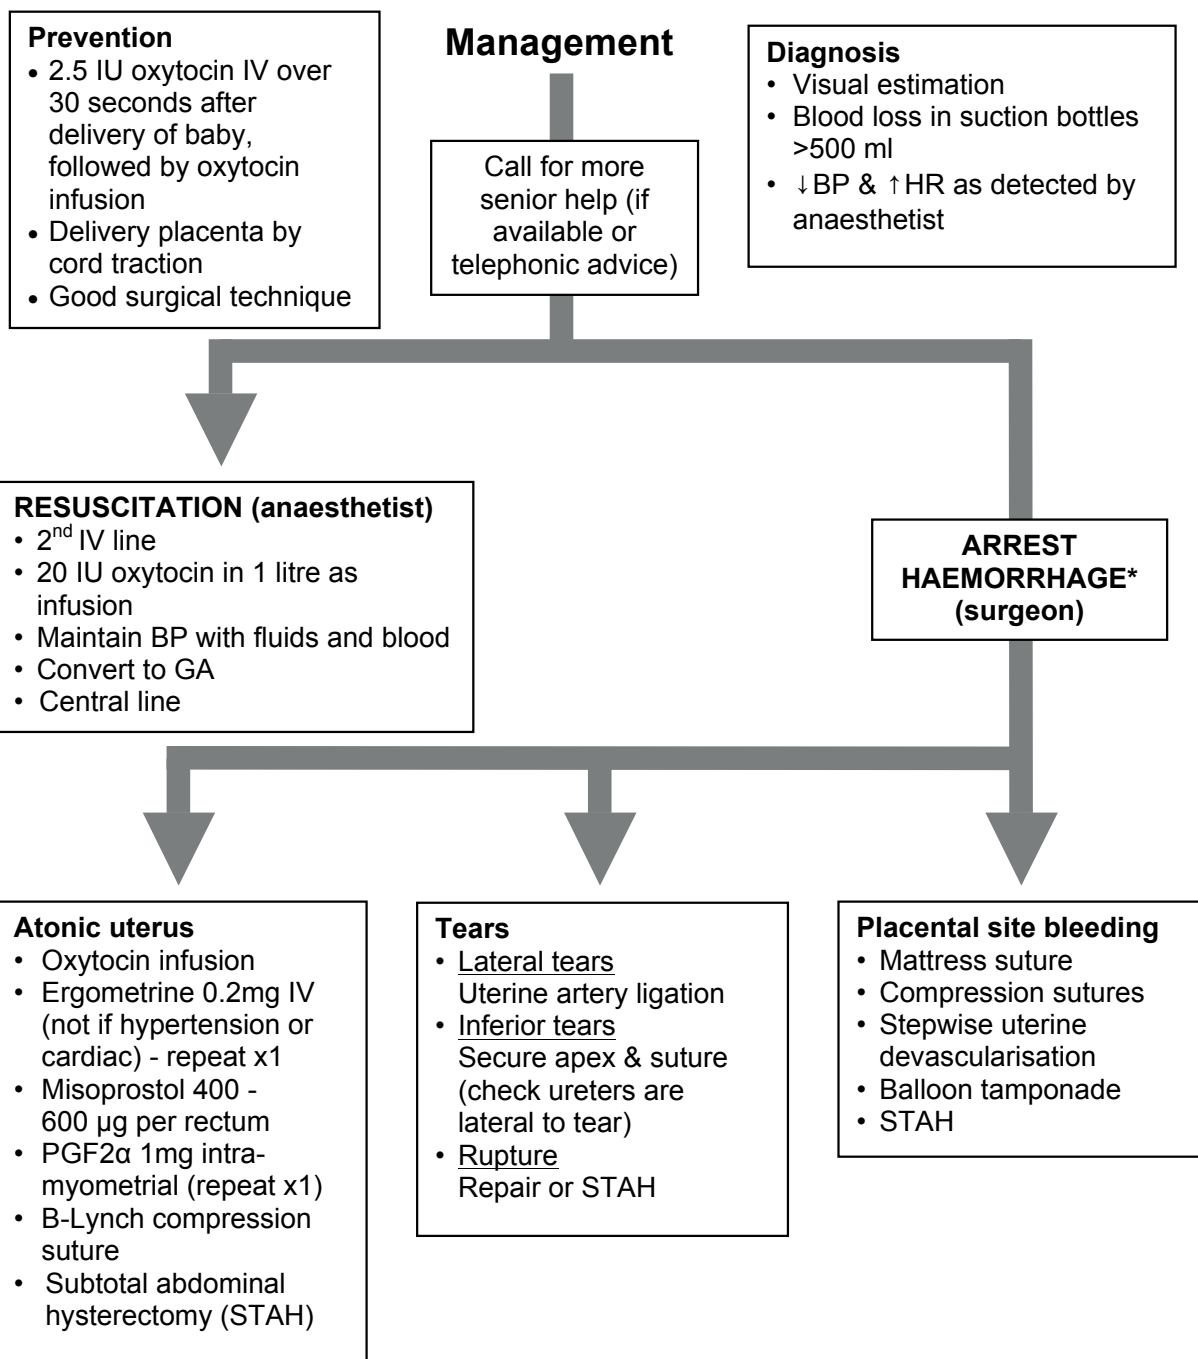 Prevention
• 2.5 IU oxytocin IV over
30 seconds after
delivery of baby,
followed by oxytocin
infusion
• Delivery placenta by
cord traction
• Good surgical technique
Management
Call for more
senior help (if
available or
telephonic advice)
Diagnosis
• Visual estimation
• Blood loss in suction bottles
>500 ml
• ↓BP & ↑HR as detected by
anaesthetist
RESUSCITATION (anaesthetist)
• 2nd IV line
• 20 IU oxytocin in 1 litre as
infusion
• Maintain BP with fluids and blood
• Convert to GA
• Central line
ARREST
HAEMORRHAGE*
(surgeon)
Atonic uterus
• Oxytocin infusion
• Ergometrine 0.2mg IV
(not if hypertension or
cardiac) - repeat x1
• Misoprostol 400 -
600 µg per rectum
• PGF2α 1mg intra-
myometrial (repeat x1)
• B-Lynch compression
suture
• Subtotal abdominal
hysterectomy (STAH)
Tears
• Lateral tears
Uterine artery ligation
• Inferior tears
Secure apex & suture
(check ureters are
lateral to tear)
• Rupture
Repair or STAH
Placental site bleeding
• Mattress suture
• Compression sutures
• Stepwise uterine
devascularisation
• Balloon tamponade
• STAH